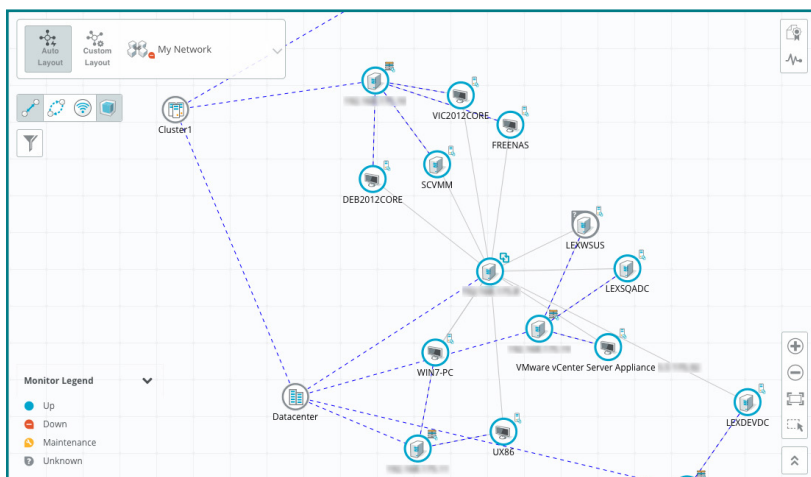 Auto
Layout
Custom
Layout
My Network
Cluster1
VIC2012CORE
FREENAS
SCVMM
DEB2012CORE
LEXWSUS
LEXSQADC
WIN7-PC
VMware vCenter Server Appliance
Monitor Legend
Up
Down
Maintenance
Unknown
Datacenter
LEXDEVDC
UX86